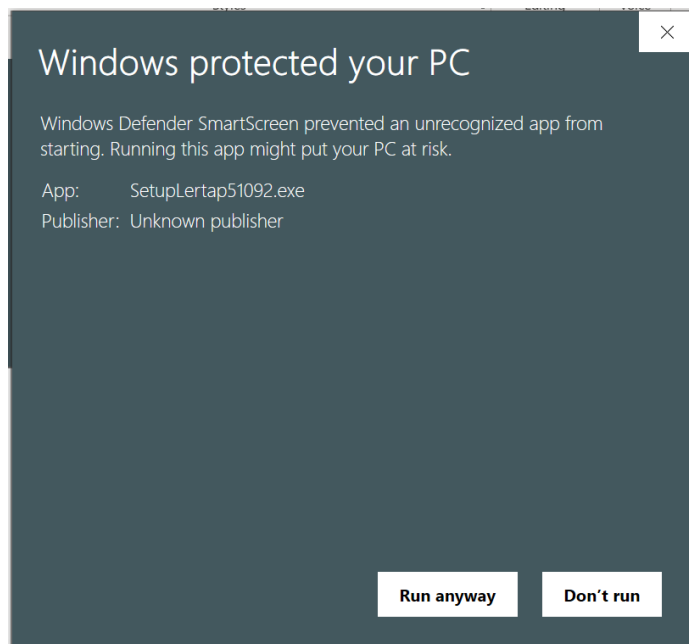 Windows protected your PC
Windows Defender SmartScreen prevented an unrecognized app from
starting. Running this app might put your PC at risk.
App: SetupLertap51092.exe
Publisher: Unknown publisher
Run anyway Don’t run